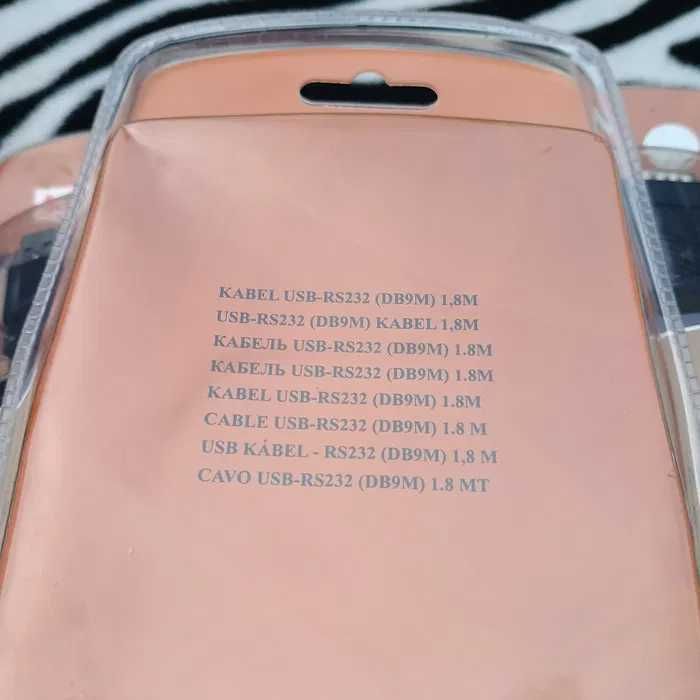 KABEL USB-RS232 (DB9M) 1,8M
USB-RS232 (DB9M) KABEL 1,8M
КАБЕЛЬ USB-RS232 (DB9M) 1.8M
КАБЕЛЬ USB-RS232 (DB9M) 1.8M
KABEL USB-RS232 (DB9M) 1.8M
CABLE USB-RS232 (DB9M) 1.8 M
USB KÁBEL - RS232 (DB9M) 1,8 M
CAVO USB-RS232 (DB9M) 1.8 MT